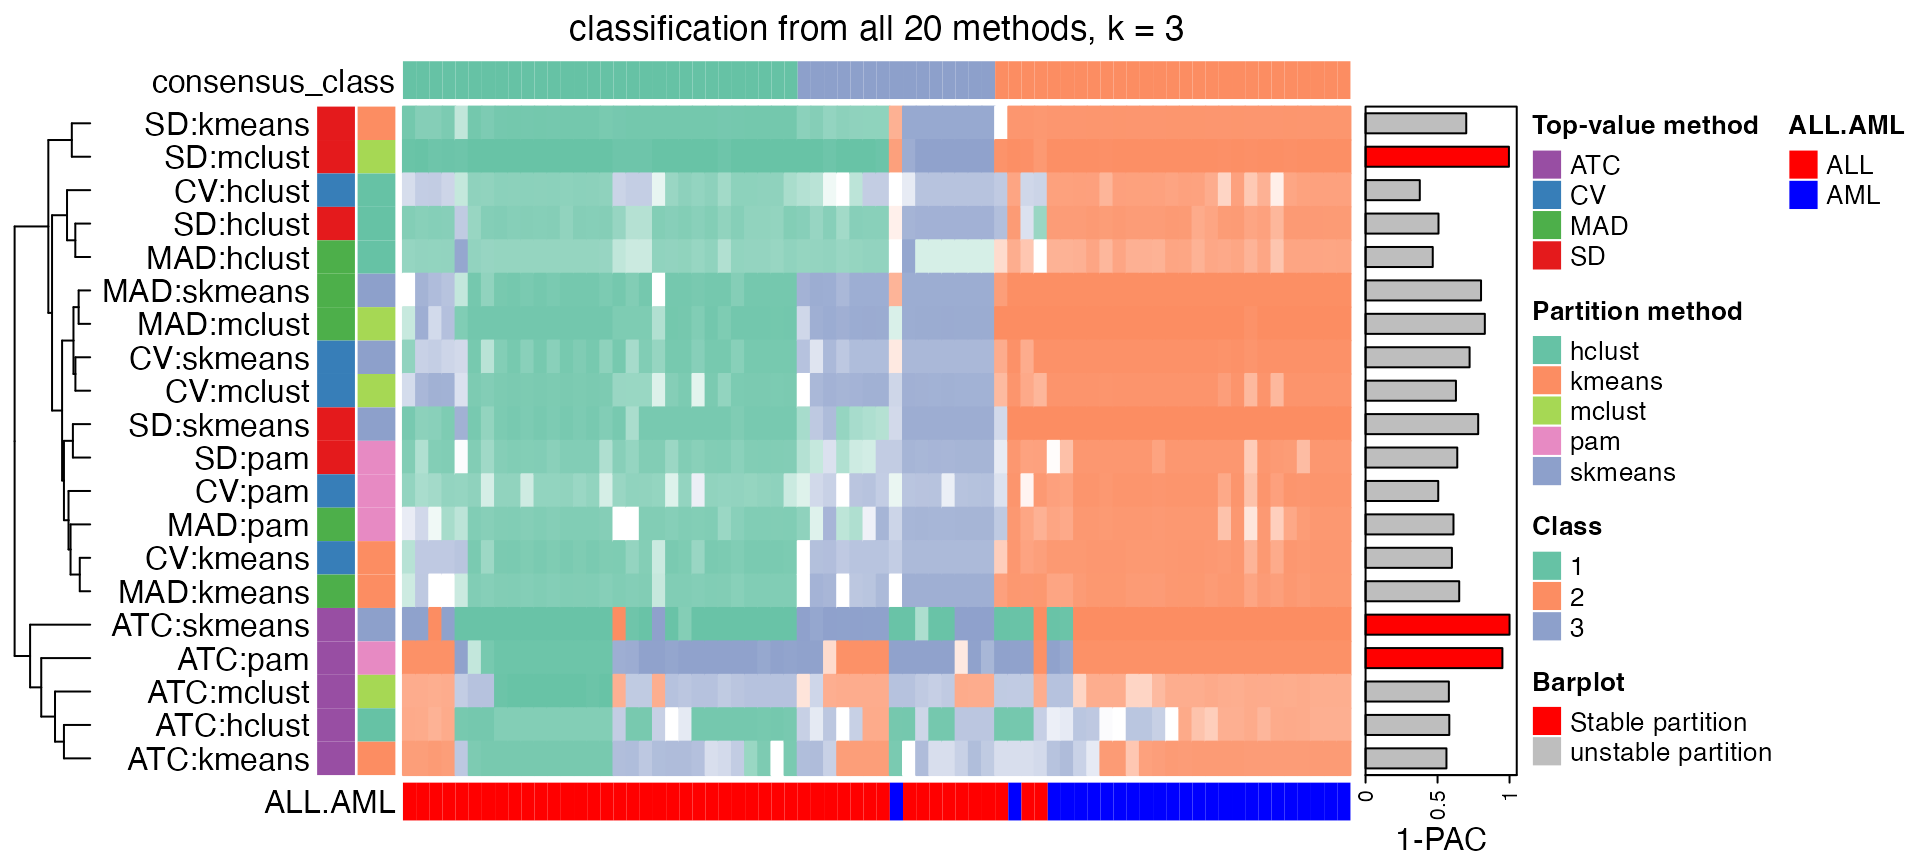 classification from all 20 methods, k = 3
consensus_class
SD:kmeans
SD:mclust
CV:hclust
SD:hclust
MAD:hclust
MAD:skmeans
MAD:mclust
CV:skmeans
CV:mclust
SD:skmeans
SD:pam
CV:pam
MAD:pam
CV:kmeans
MAD:kmeans
ATC:skmeans
ATC:pam
ATC:mclust
ATC:hclust
ATC:kmeans
ALL.AML
0
0.5
1
1-PAC
Top-value method
ATC
CV
MAD
SD
Partition method
hclust
kmeans
mclust
pam
skmeans
Class
1
2
3
Barplot
Stable partition
unstable partition
ALL.AML
ALL
AML